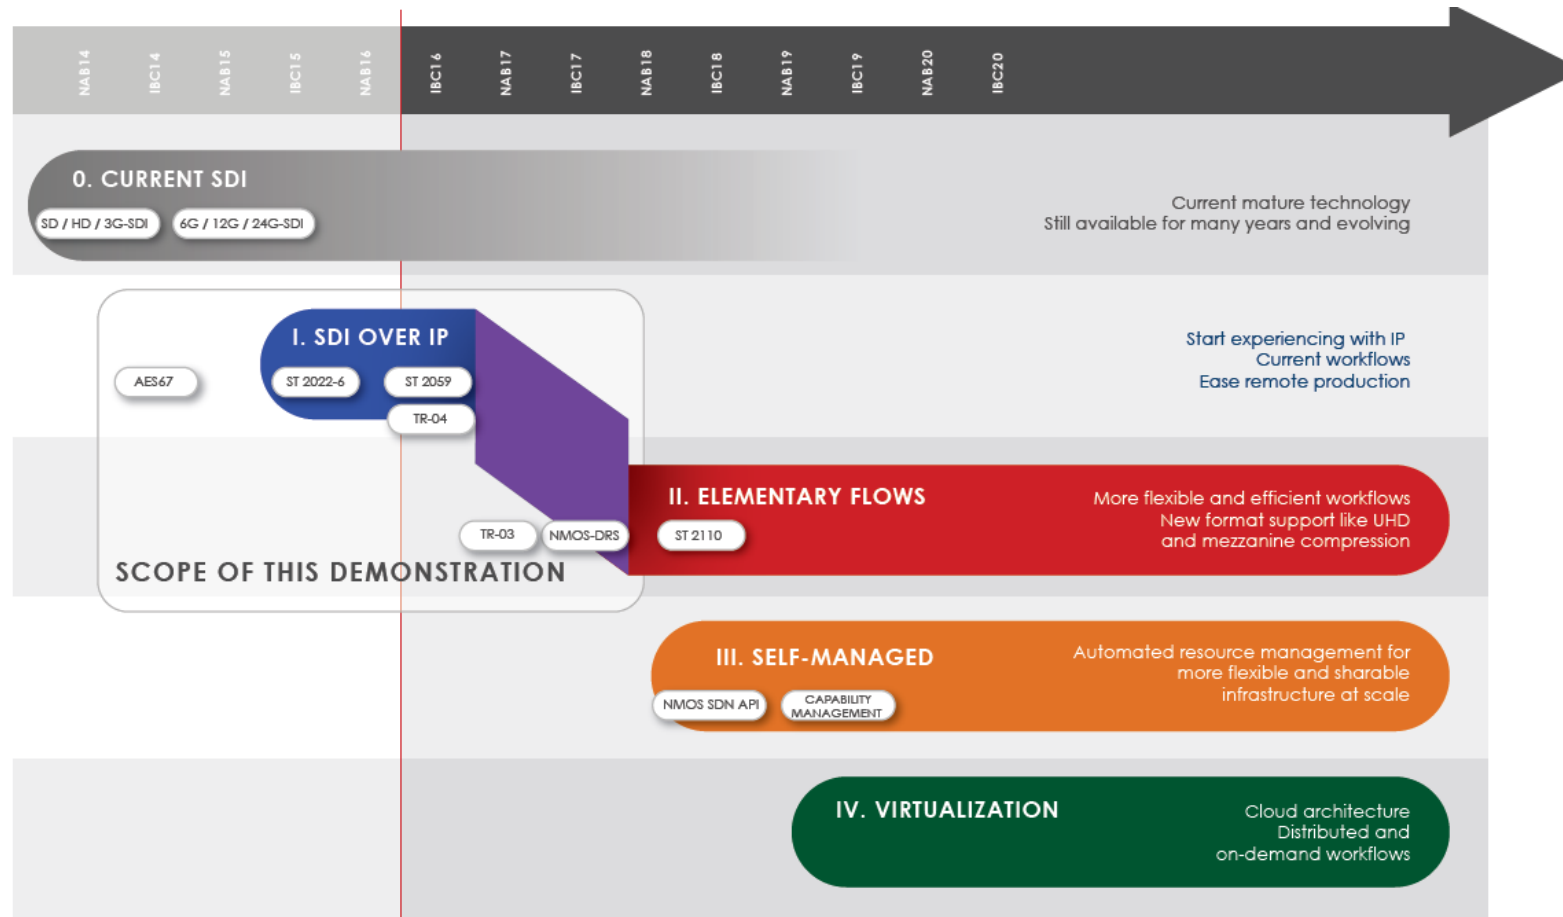 NAB14
IBC14
NAB15
IBC15
NAB16
IBC16
NAB17
IBC17
NAB18
IBC18
NAB19
IBC19
NAB20
IBC20
0. CURRENT SDI
SD / HD / 3G-SDI
6G / 12G / 24G-SDI
Current mature technology
Still available for many years and evolving
I. SDI OVER IP
AES67
ST 2022-6
ST 2059
TR-04
Start experiencing with IP
Current workflows
Ease remote production
II. ELEMENTARY FLOWS
TR-03
NMOS-DRS
ST 2110
More flexible and efficient workflows
New format support like UHD
and mezzanine compression
SCOPE OF THIS DEMONSTRATION
III. SELF-MANAGED
NMOS SDN API
CAPABILITY
MANAGEMENT
Automated resource management for
more flexible and sharable
infrastructure at scale
IV. VIRTUALIZATION
Cloud architecture
Distributed and
on-demand workflows